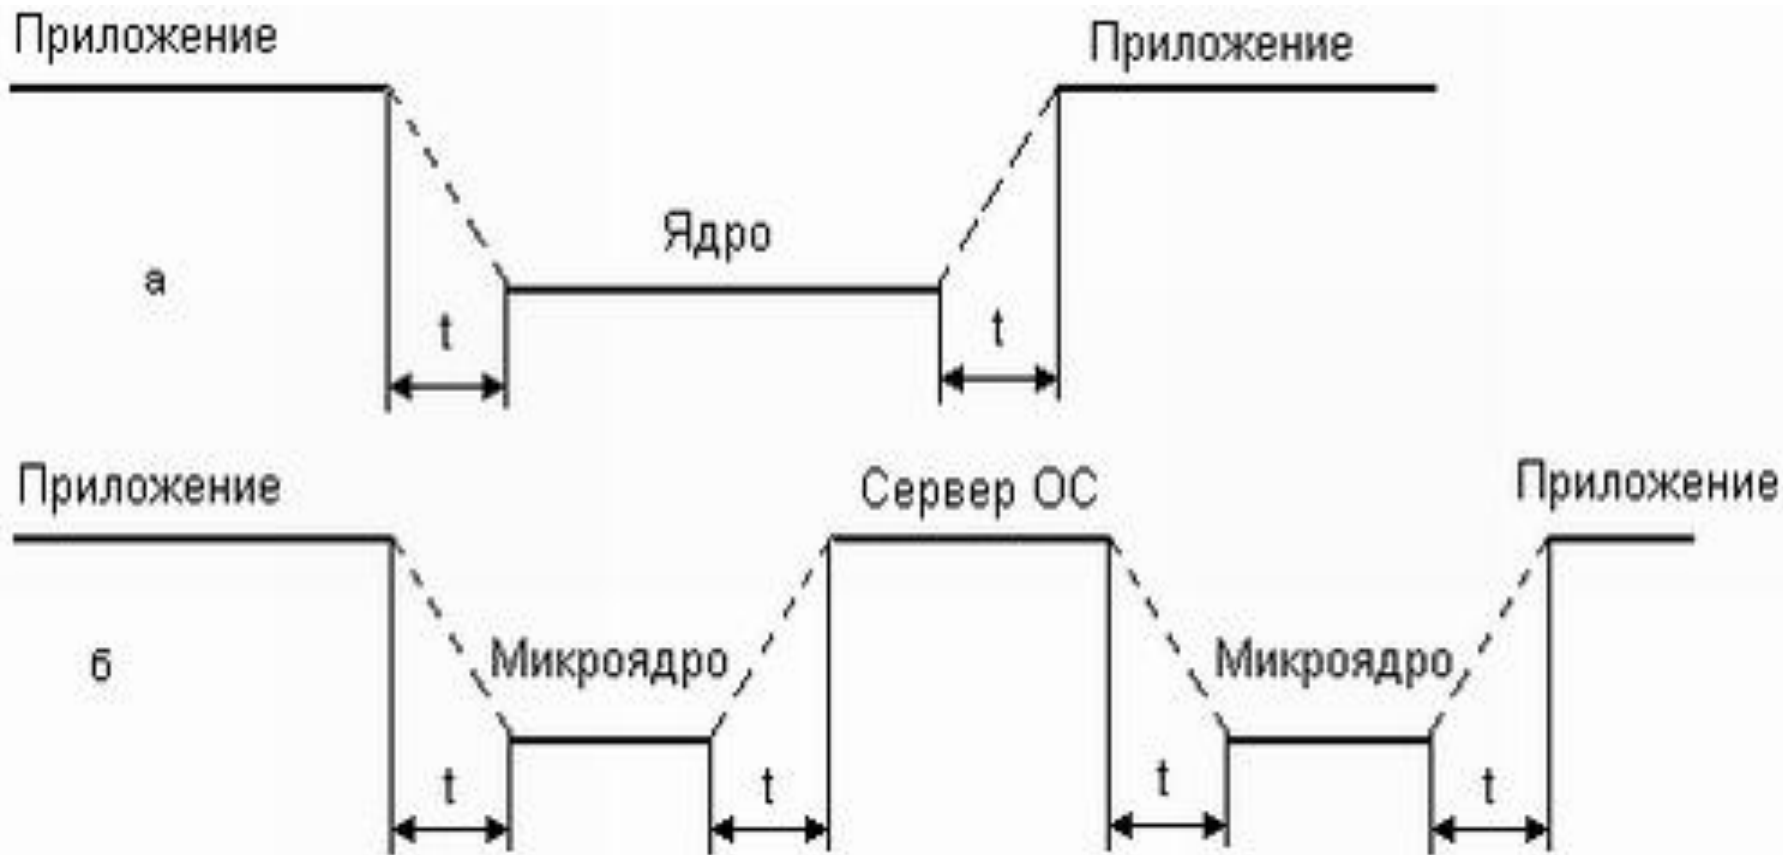 Приложение
Приложение
Ядро
а
t
t
Приложение
Сервер ОС
Приложение
Микроядро
Микроядро
б
t
t
t
t